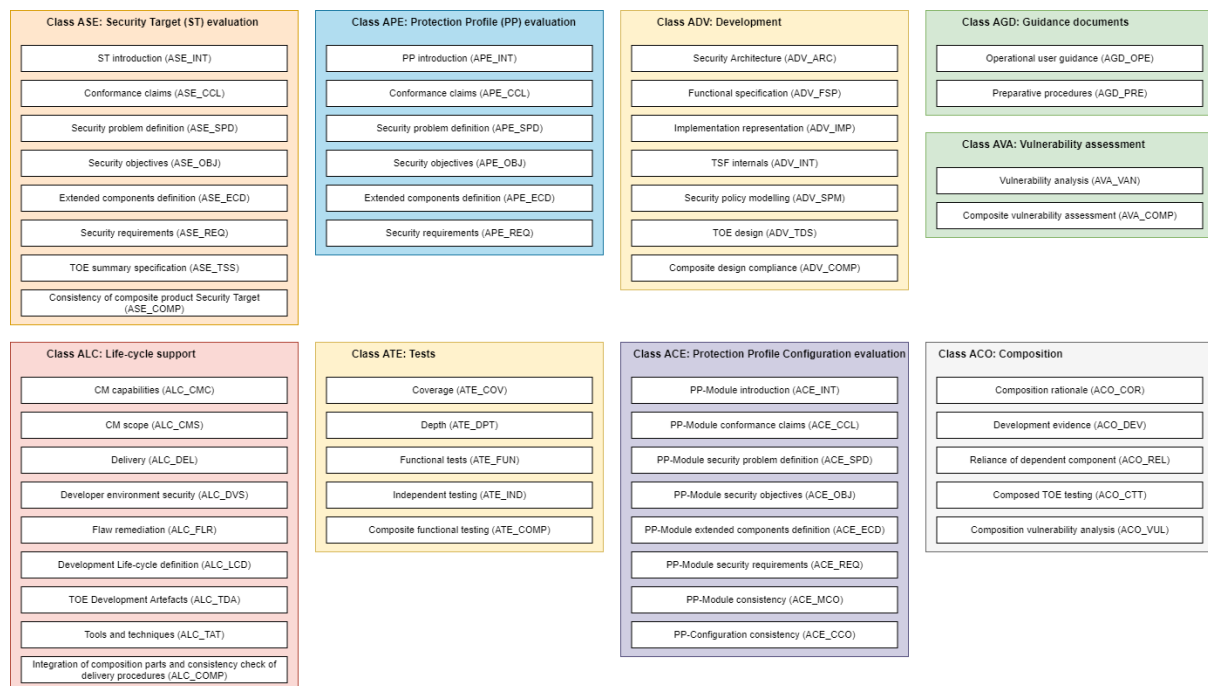 Class ASE: Security Target (ST) evaluation
ST introduction (ASE_INT)
Conformance claims (ASE_CCL)
Security problem definition (ASE_SPD)
Security objectives (ASE_OBJ)
Extended components definition (ASE_ECD)
Security requirements (ASE_REQ)
TOE summary specification (ASE_TSS)
Consistency of composite product Security Target
(ASE_COMP)
Class APE: Protection Profile (PP) evaluation
PP introduction (APE_INT)
Conformance claims (APE_CCL)
Security problem definition (APE_SPD)
Security objectives (APE_OBJ)
Extended components definition (APE_ECD)
Security requirements (APE_REQ)
Class ADV: Development
Security Architecture (ADV_ARC)
Functional specification (ADV_FSP)
Implementation representation (ADV_IMP)
TSF internals (ADV_INT)
Security policy modelling (ADV_SPM)
TOE design (ADV_TDS)
Composite design compliance (ADV_COMP)
Class AGD: Guidance documents
Operational user guidance (AGD_OPE)
Preparative procedures (AGD_PRE)
Class AVA: Vulnerability assessment
Vulnerability analysis (AVA_VAN)
Composite vulnerability assessment (AVA_COMP)
Class ALC: Life-cycle support
CM capabilities (ALC_CMC)
CM scope (ALC_CMS)
Delivery (ALC_DEL)
Developer environment security (ALC_DVS)
Flaw remediation (ALC_FLR)
Development Life-cycle definition (ALC_LCD)
TOE Development Artefacts (ALC_TDA)
Tools and techniques (ALC_TAT)
Integration of composition parts and consistency check of
delivery procedures (ALC_COMP)
Class ATE: Tests
Coverage (ATE_COV)
Depth (ATE_DPT)
Functional tests (ATE_FUN)
Independent testing (ATE_IND)
Composite functional testing (ATE_COMP)
Class ACE: Protection Profile Configuration evaluation
PP-Module introduction (ACE_INT)
PP-Module conformance claims (ACE_CCL)
PP-Module security problem definition (ACE_SPD)
PP-Module security objectives (ACE_OBJ)
PP-Module extended components definition (ACE_ECD)
PP-Module security requirements (ACE_REQ)
PP-Module consistency (ACE_MCO)
PP-Configuration consistency (ACE_CCO)
Class ACO: Composition
Composition rationale (ACO_COR)
Development evidence (ACO_DEV)
Reliance of dependent component (ACO_REL)
Composed TOE testing (ACO_CTT)
Composition vulnerability analysis (ACO_VUL)